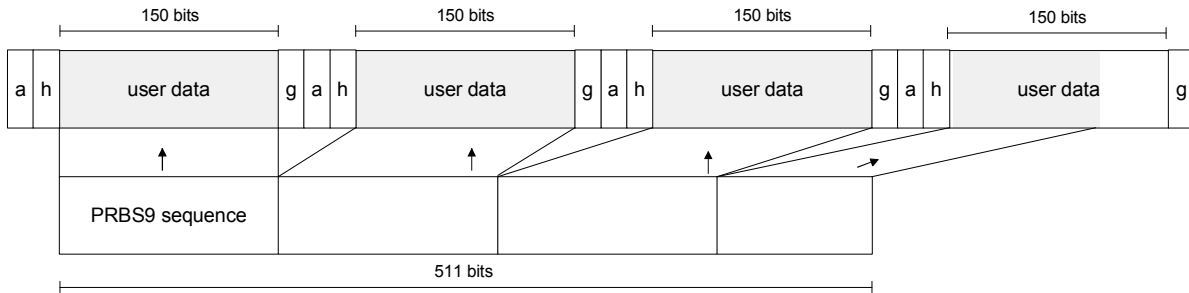 150 bits 150 bits 150 bits 150 bits
a h user data g a h user data g a h user data g a h user data g
PRBS9 sequence
511 bits